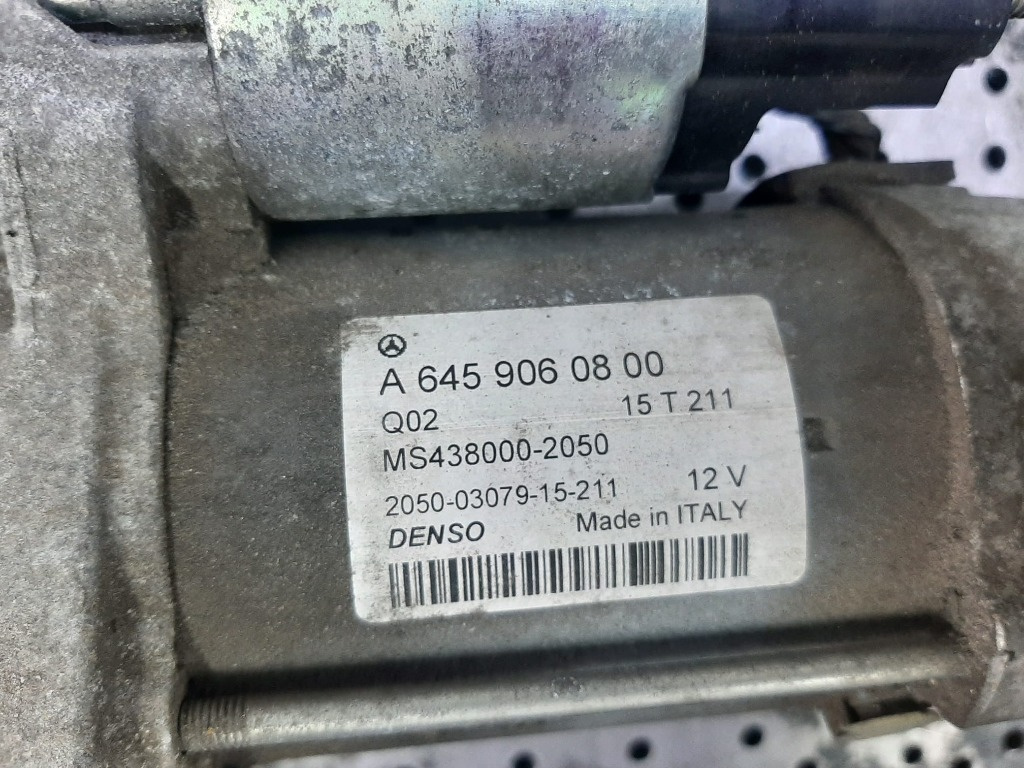 A 645 906 08 00
Q02 15 T 211
MS438000-2050
2050-03079-15-211 12 V
DENSO Made in ITALY